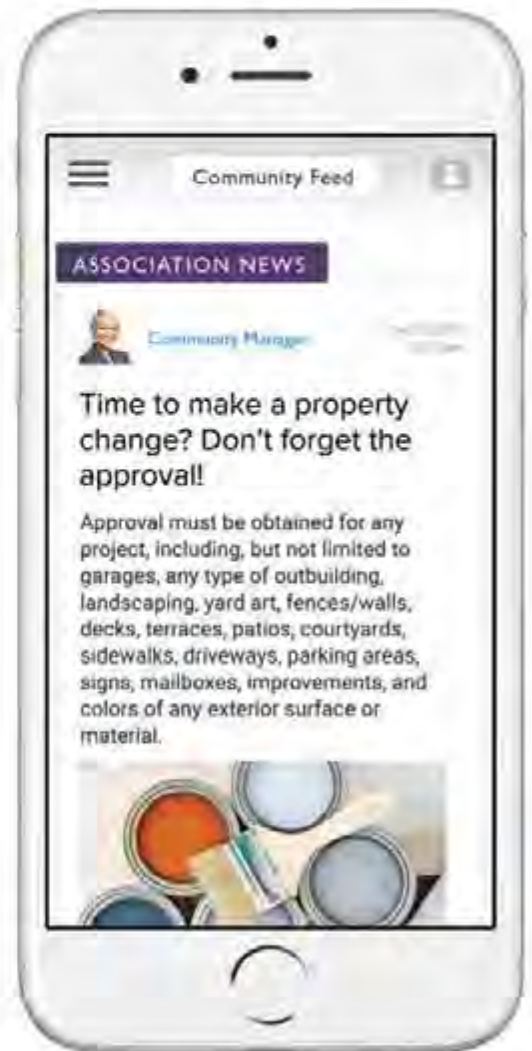 Community Feed
ASSOCIATION NEWS
Community Manager
Time to make a property
change? Don't forget the
approval!
Approval must be obtained for any
project, including, but not limited to
garages, any type of outbuilding,
landscaping, yard art, fences/walls,
decks, terraces, patios, courtyards,
sidewalks, driveways, parking areas,
signs, mailboxes, improvements, and
colors of any exterior surface or
material.